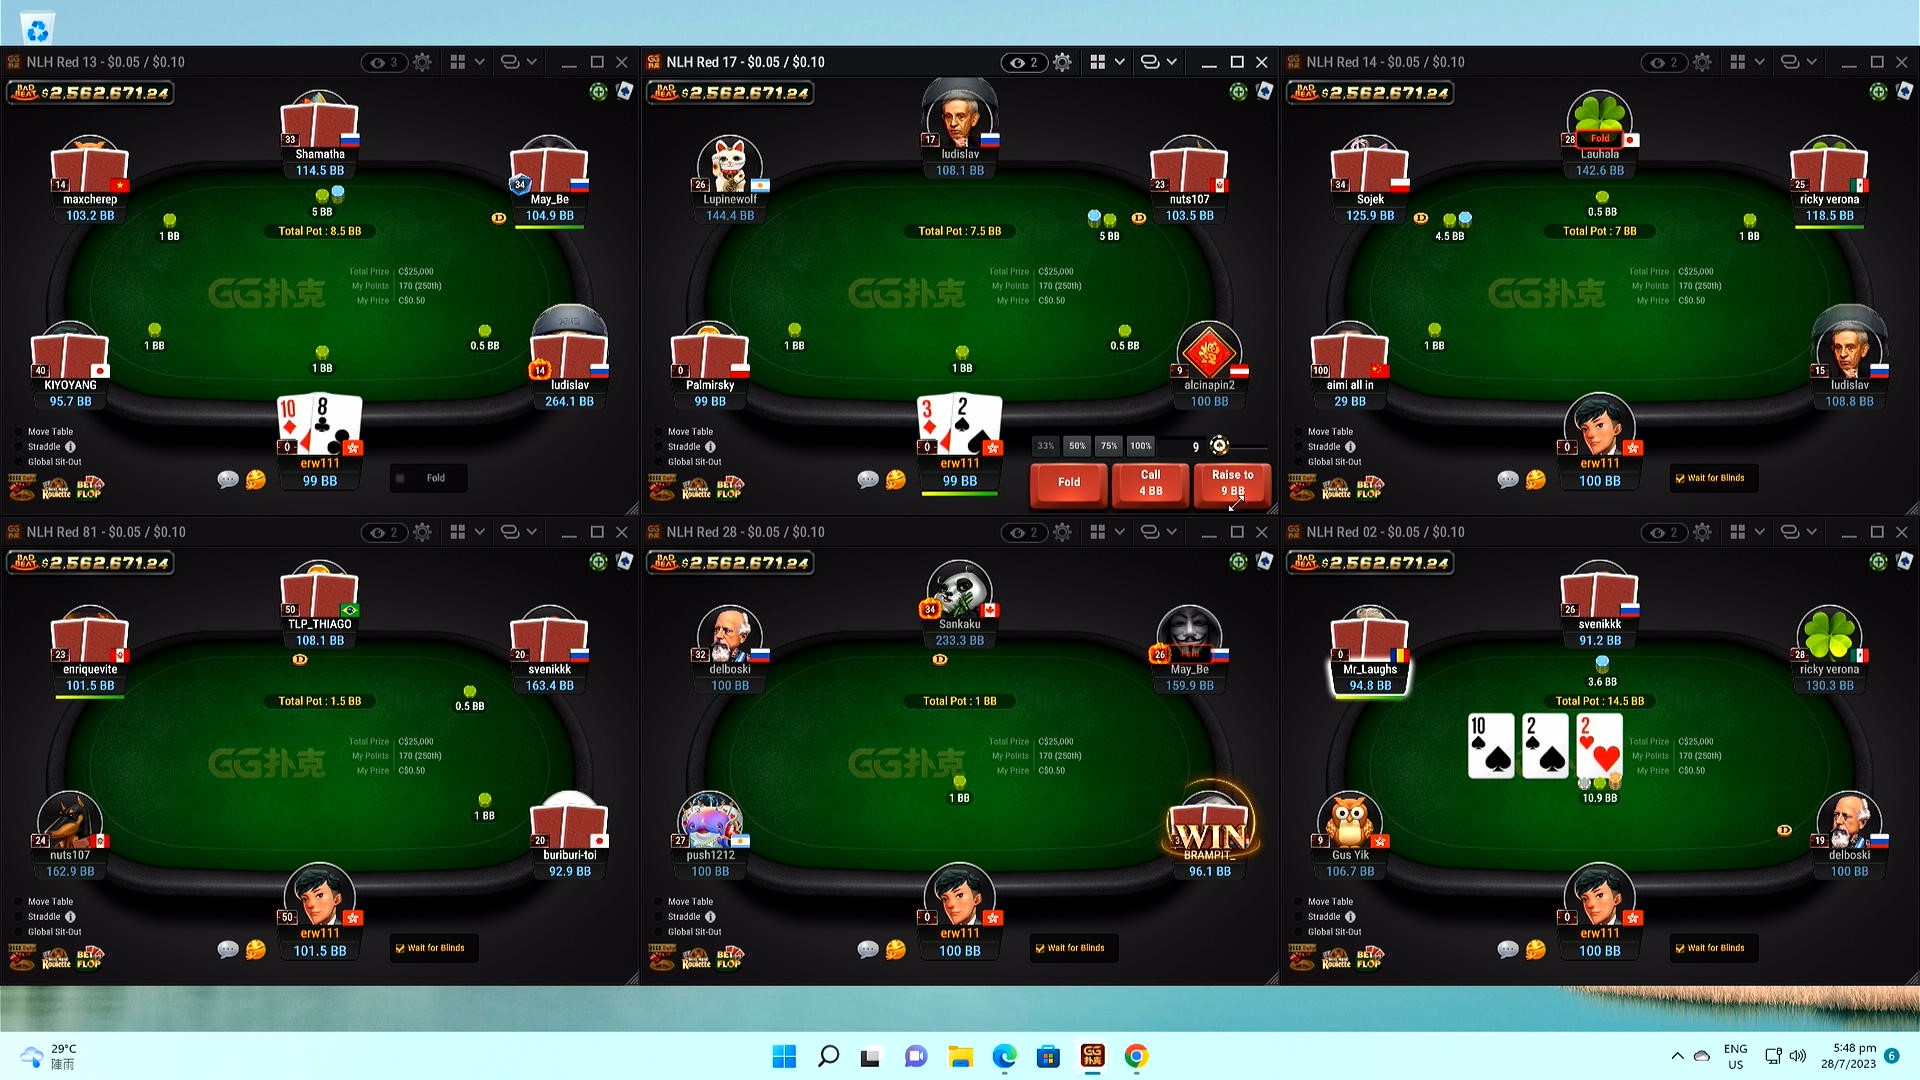 NLH Red 13 - $0.05 / $0.10
3
BAD BEAT $2,562,671.24
33
Shamatha
114.5 BB
14
maxcherep
103.2 BB
34
May_Be
104.9 BB
5 BB
D
1 BB
Total Pot : 8.5 BB
Total Prize C$25,000
My Points 170 (250th)
My Prize C$0.50
GG扑克
1 BB
0.5 BB
1 BB
40
KIYOYANG
95.7 BB
14
ludislav
264.1 BB
10 8
0
erw111
99 BB
Move Table
Straddle
Global Sit-Out
Roulette
BET FLOP
Fold
NLH Red 17 - $0.05 / $0.10
2
BAD BEAT $2,562,671.24
17
ludislav
108.1 BB
26
Lupinewolf
144.4 BB
23
nuts107
103.5 BB
D
5 BB
Total Pot : 7.5 BB
Total Prize C$25,000
My Points 170 (250th)
My Prize C$0.50
GG扑克
1 BB
0.5 BB
1 BB
0
Palmirsky
99 BB
9
alcinapin2
100 BB
3 2
0
erw111
99 BB
Move Table
Straddle
Global Sit-Out
Roulette
BET FLOP
33% 50% 75% 100% 9
Fold
Call 4 BB
Raise to 9 BB
NLH Red 14 - $0.05 / $0.10
2
BAD BEAT $2,562,671.24
28
Fold
Lauhala
142.6 BB
34
Sojek
125.9 BB
25
ricky verona
118.5 BB
0.5 BB
D
4.5 BB
1 BB
Total Pot : 7 BB
Total Prize C$25,000
My Points 170 (250th)
My Prize C$0.50
GG扑克
1 BB
100
aimi all in
29 BB
15
ludislav
108.8 BB
0
erw111
100 BB
Move Table
Straddle
Global Sit-Out
Roulette
BET FLOP
Wait for Blinds
NLH Red 81 - $0.05 / $0.10
2
BAD BEAT $2,562,671.24
50
TLP_THIAGO
108.1 BB
23
enriquevite
101.5 BB
20
svenikkk
163.4 BB
D
0.5 BB
Total Pot : 1.5 BB
Total Prize C$25,000
My Points 170 (250th)
My Prize C$0.50
GG扑克
1 BB
24
nuts107
162.9 BB
20
buriburi-toi
92.9 BB
50
erw111
101.5 BB
Move Table
Straddle
Global Sit-Out
Roulette
BET FLOP
Wait for Blinds
NLH Red 28 - $0.05 / $0.10
2
BAD BEAT $2,562,671.24
34
Sankaku
233.3 BB
32
delboski
100 BB
26
May_Be
159.9 BB
D
Total Pot : 1 BB
Total Prize C$25,000
My Points 170 (250th)
My Prize C$0.50
GG扑克
1 BB
27
push1212
100 BB
WIN
BRAMPIT_
96.1 BB
0
erw111
100 BB
Move Table
Straddle
Global Sit-Out
Roulette
BET FLOP
Wait for Blinds
NLH Red 02 - $0.05 / $0.10
2
BAD BEAT $2,562,671.24
26
svenikkk
91.2 BB
0
Mr_Laughs
94.8 BB
28
ricky verona
130.3 BB
3.6 BB
Total Pot : 14.5 BB
10 2 2
Total Prize C$25,000
My Points 170 (250th)
My Prize C$0.50
10.9 BB
D
9
Gus Yik
106.7 BB
19
delboski
100 BB
0
erw111
100 BB
Move Table
Straddle
Global Sit-Out
Roulette
BET FLOP
Wait for Blinds
29°C
陣雨
GG扑克
ENG
US
5:48 pm
28/7/2023
6